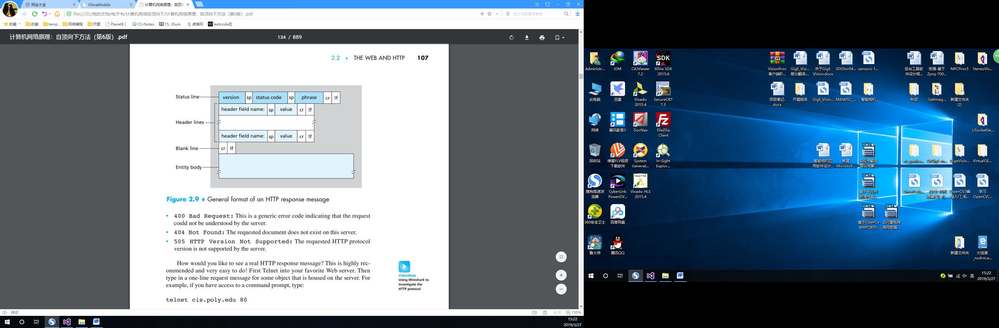 网址大全
ChinaMobile
计算机网络原理：自顶向
file:///D:/我的文档/电子书/计算机网络自顶向下/计算机网络原理：自顶向下方法（第6版）.pdf
无人书店猫当掌柜
收藏
收藏
temp
网络编程
开题
PlanetB |
CS-Notes
15. 3Sum
虎嗅网
leetcode在
计算机网络原理：自顶向下方法（第6版）.pdf
134 / 889
2.2 • THE WEB AND HTTP 107
Status line
version sp status code sp phrase cr lf
header field name: sp value cr lf
Header lines
header field name: sp value cr lf
Blank line
cr lf
Entity body
Figure 2.9 ♦ General format of an HTTP response message
• 400 Bad Request: This is a generic error code indicating that the request
could not be understood by the server.
• 404 Not Found: The requested document does not exist on this server.
• 505 HTTP Version Not Supported: The requested HTTP protocol
version is not supported by the server.
How would you like to see a real HTTP response message? This is highly rec-
ommended and very easy to do! First Telnet into your favorite Web server. Then
type in a one-line request message for some object that is housed on the server. For
example, if you have access to a command prompt, type:
VideoNote
Using Wireshark to
investigate the
HTTP protocol
telnet cis.poly.edu 80
完成
0
150%
15:22
2019/3/27
Administr...
IDM
CAJViewer
7.2
Xilinx SDK
2015.4
VisionProc
客户端阶...
GigE_Visi...
部分翻译....
关于GigE
Vision.docx
3D03or04...
sensors-1...
后台工具软
件设计规...
张强-基于
Zynq-700...
MFCProc5
StereoVis...
44
此电脑
迅雷
Vivado
2015.4
SecureCRT
7.3
项目笔记.
docx
开题报告
GigE_Visio...
MAN052_...
智能相机
秋招
GetImag...
新建文件夹
(2)
网络
暴风影音5
DocNav
FileZilla
Client
LiSocketSe...
回收站
维棠FLV视频
下载软件
System
Generat...
In-Sight
Explor...
智能相机应
用软件设计...
新建
Microsof...
多视点输送
带纵向撕...
rc_genica...
QtGigE-m...
GigeVisio...
VirtualGE...
搜狗高速浏
览器
CyberLink
PowerDV...
Vivado HLS
2015.4
基于千兆网
的高性能...
LinuxProb...
《TCP_IP网
络编程》.((...
OpenCV3编
程入门_毛...
学习
OpenCV(...
360安全卫士
百度网盘
基于OpenCv
与MFC的P...
云闪雷电探
测网数据...
鲁大师
腾讯QQ
新建文件夹
大逃港
_nodrm.e...
英
15:22
2019/3/27